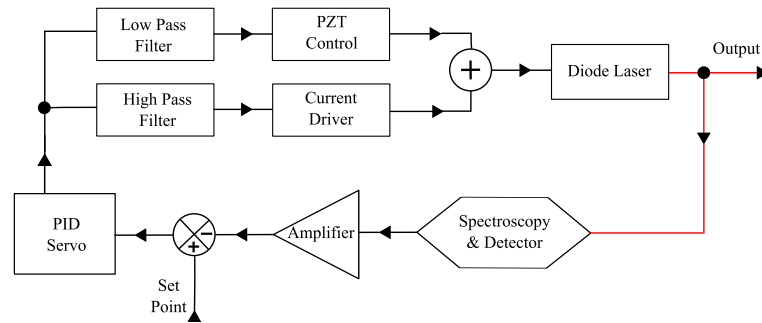 Low Pass
Filter
PZT
Control
Output
+
Diode Laser
High Pass
Filter
Current
Driver
PID
Servo
−
+
Amplifier
Spectroscopy
& Detector
Set
Point